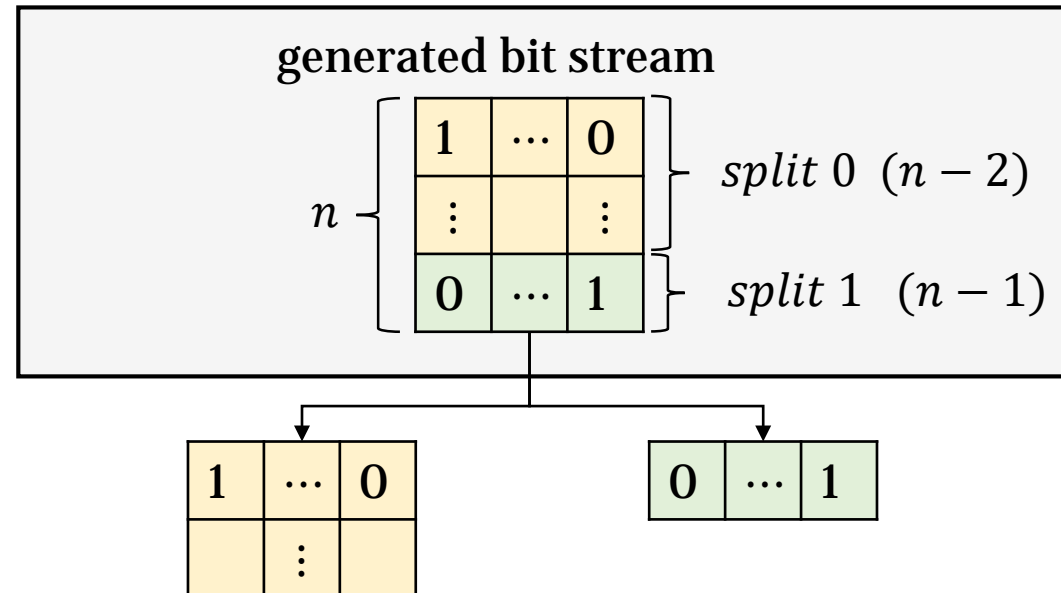 generated bit stream
1 ⋯ 0
split 0 (n − 2)
n
⋮ ⋮
0 ⋯ 1
split 1 (n − 1)
1 ⋯ 0
0 ⋯ 1
⋮